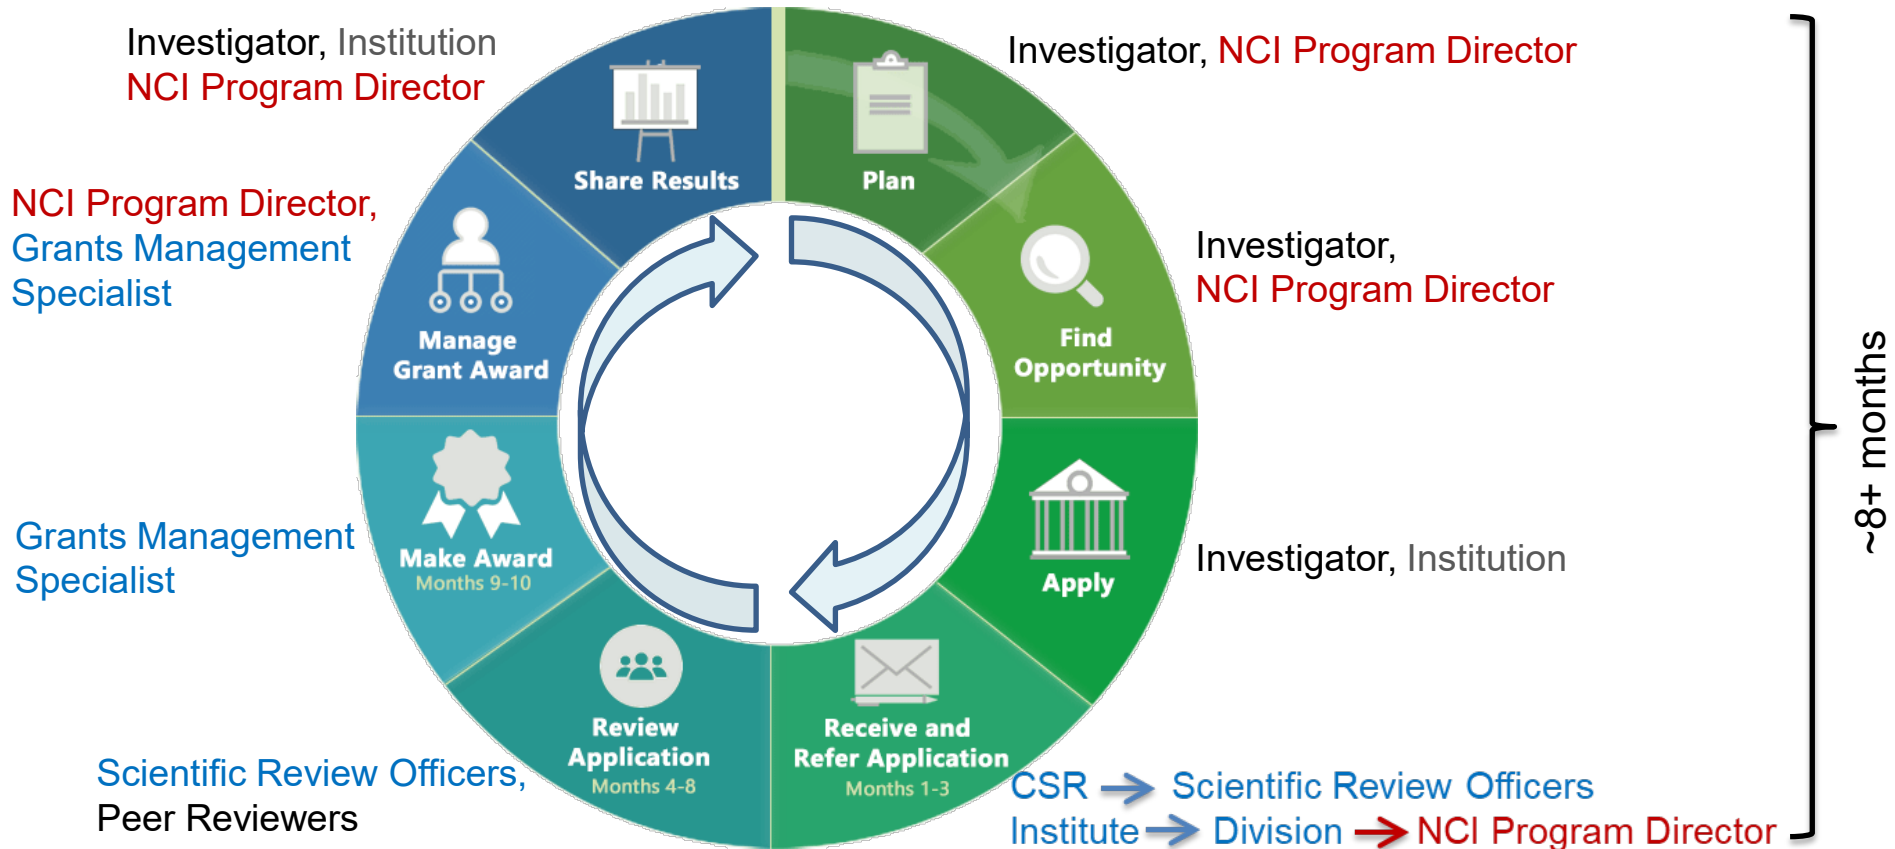 Investigator, Institution
NCI Program Director
Investigator, NCI Program Director
Share Results
Plan
NCI Program Director,
Grants Management
Specialist
Investigator,
NCI Program Director
Manage
Grant Award
Find
Opportunity
~8+ months
Grants Management
Specialist
Make Award
Months 9-10
Apply
Investigator, Institution
Review
Application
Months 4-8
Receive and
Refer Application
Months 1-3
Scientific Review Officers,
Peer Reviewers
CSR → Scientific Review Officers
Institute → Division → NCI Program Director